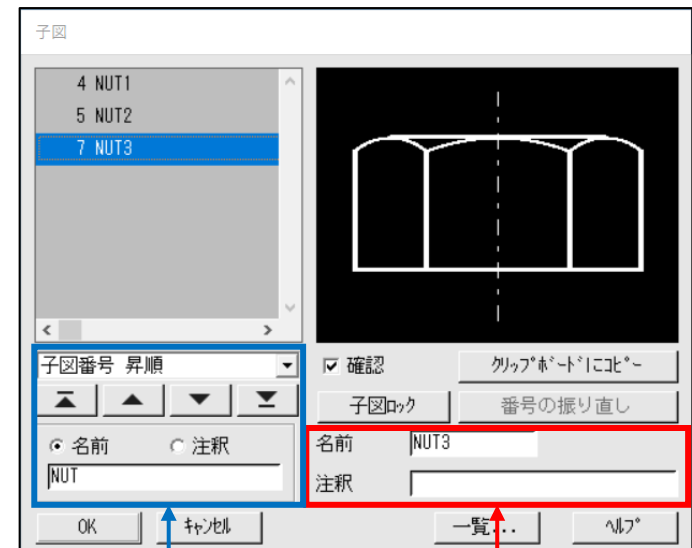 子図
4 NUT1
5 NUT2
7 NUT3
子図番号 昇順
確認
クリップボードにコピー
子図ロック
番号の振り直し
名前
注釈
NUT
名前
NUT3
注釈
OK
キャンセル
一覧...
ヘルプ